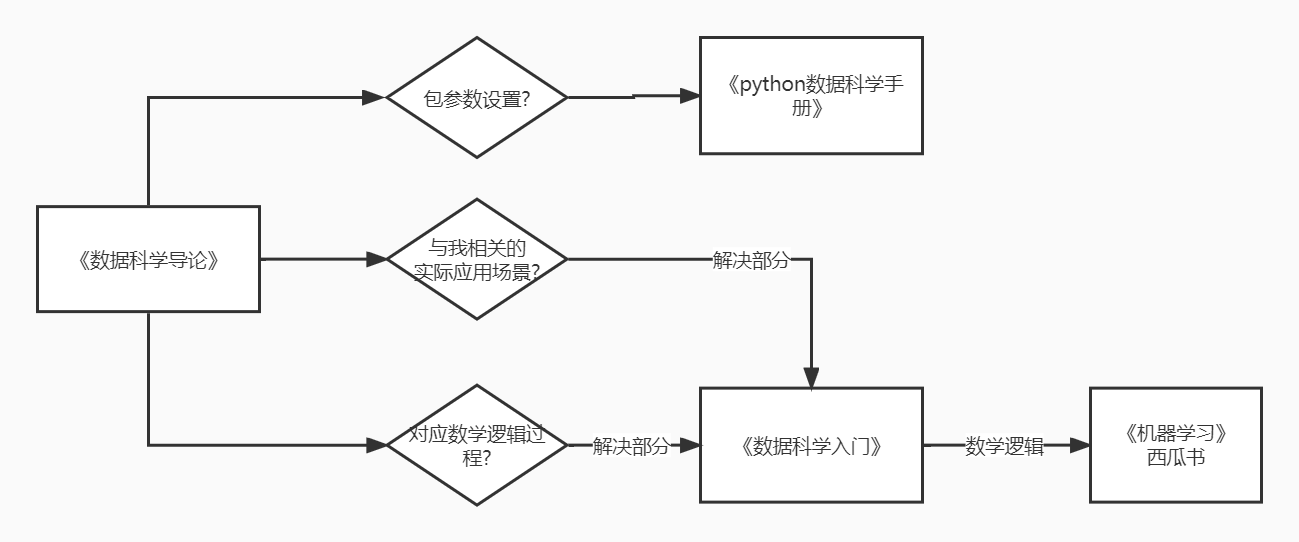 包参数设置?
《python数据科学手
册》
《数据科学导论》
与我相关的
实际应用场景?
解决部分
对应数学逻辑过
程?
解决部分
《数据科学入门》
数学逻辑
《机器学习》
西瓜书